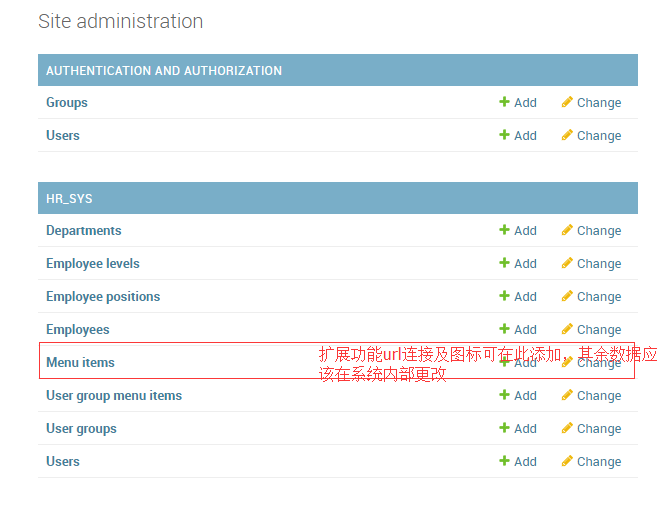 Site administration
AUTHENTICATION AND AUTHORIZATION
Groups Add Change
Users Add Change
HR_SYS
Departments Add Change
Employee levels Add Change
Employee positions Add Change
Employees Add Change
Menu items Add Change
扩展功能url连接及图标可在此添加，其余数据应
该在系统内部更改
User group menu items Add Change
User groups Add Change
Users Add Change